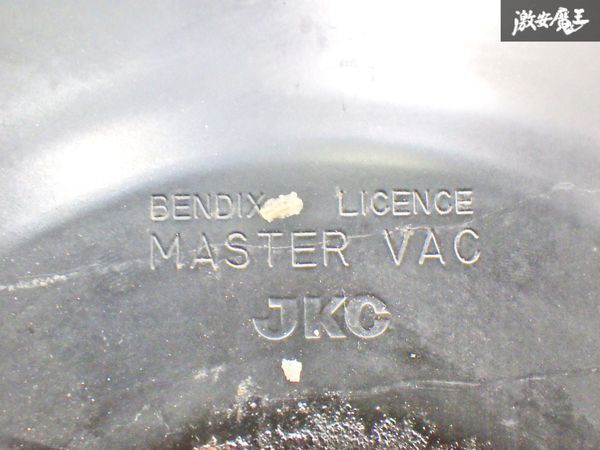 激安魔王
BENDIX LICENCE
MASTER VAC
JKC